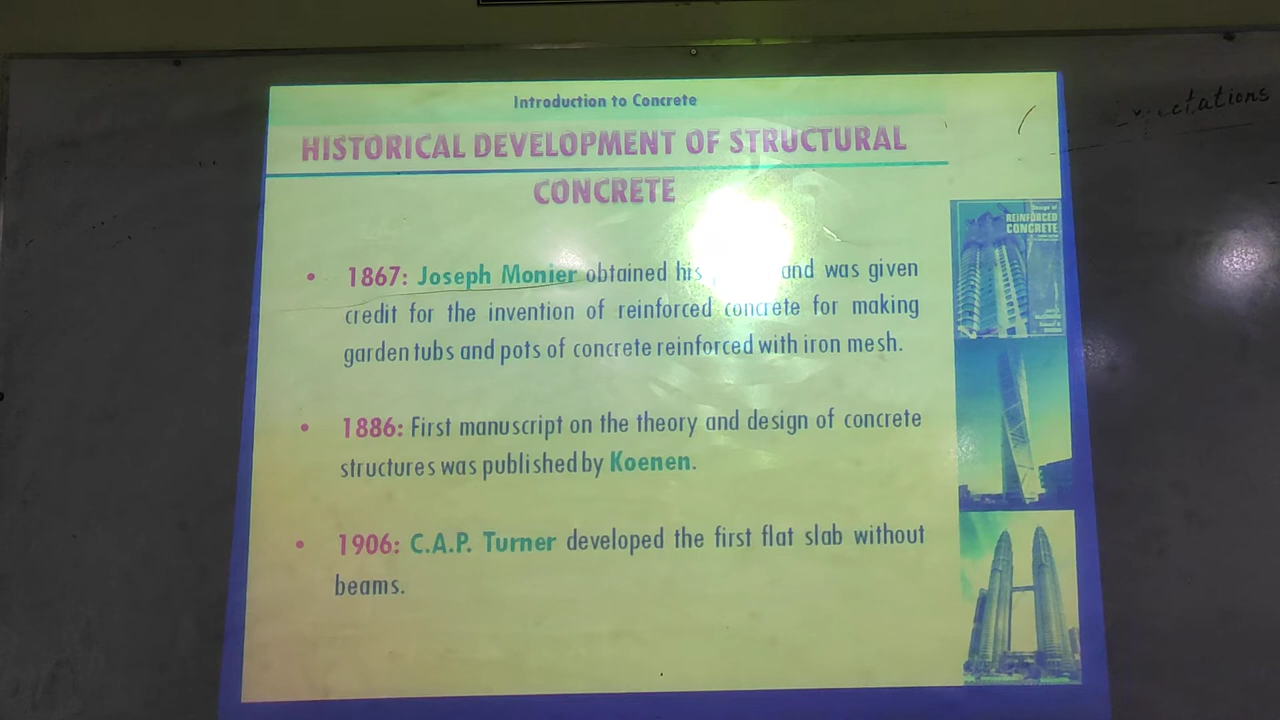 Introduction to Concrete
HISTORICAL DEVELOPMENT OF STRUCTURAL
CONCRETE
• 1867: Joseph Monier obtained his and was given
credit for the invention of reinforced concrete for making
garden tubs and pots of concrete reinforced with iron mesh.
• 1886: First manuscript on the theory and design of concrete
structures was published by Koenen.
• 1906: C.A.P. Turner developed the first flat slab without
beams.
Design of
REINFORCED
CONCRETE